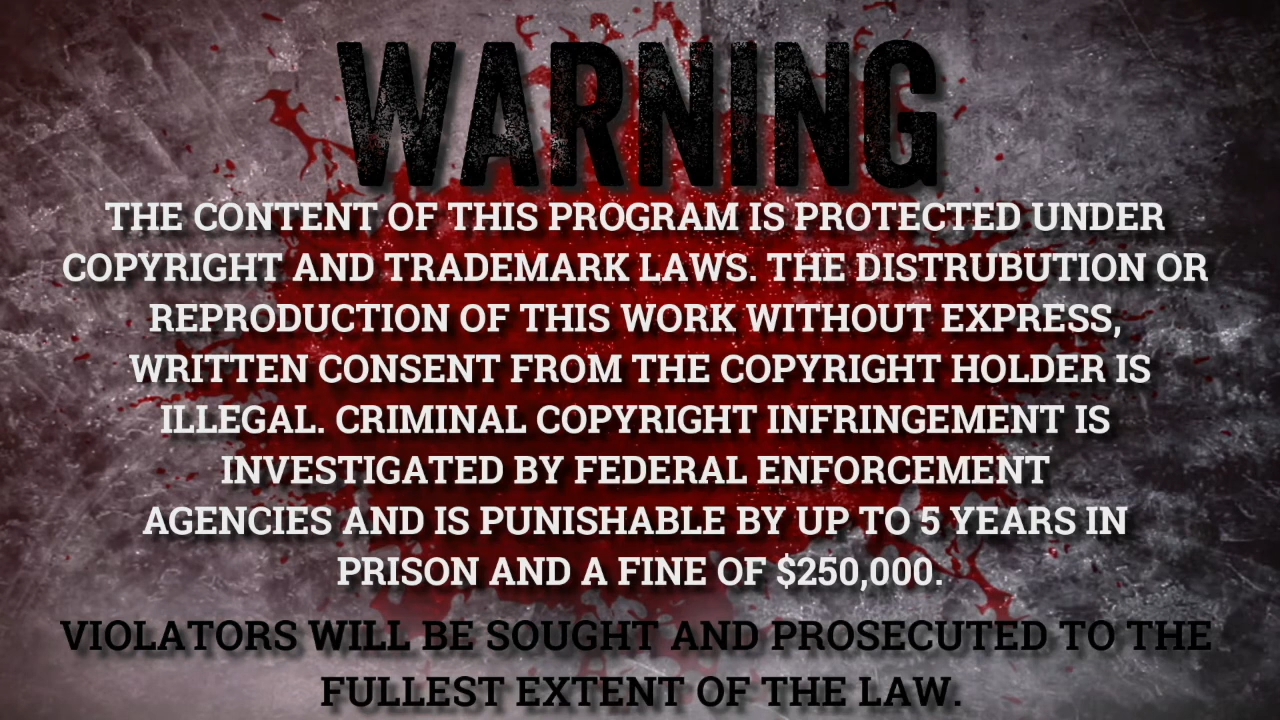 WARNING
THE CONTENT OF THIS PROGRAM IS PROTECTED UNDER
COPYRIGHT AND TRADEMARK LAWS. THE DISTRUBUTION OR
REPRODUCTION OF THIS WORK WITHOUT EXPRESS,
WRITTEN CONSENT FROM THE COPYRIGHT HOLDER IS
ILLEGAL. CRIMINAL COPYRIGHT INFRINGEMENT IS
INVESTIGATED BY FEDERAL ENFORCEMENT
AGENCIES AND IS PUNISHABLE BY UP TO 5 YEARS IN
PRISON AND A FINE OF $250,000.
VIOLATORS WILL BE SOUGHT AND PROSECUTED TO THE
FULLEST EXTENT OF THE LAW.